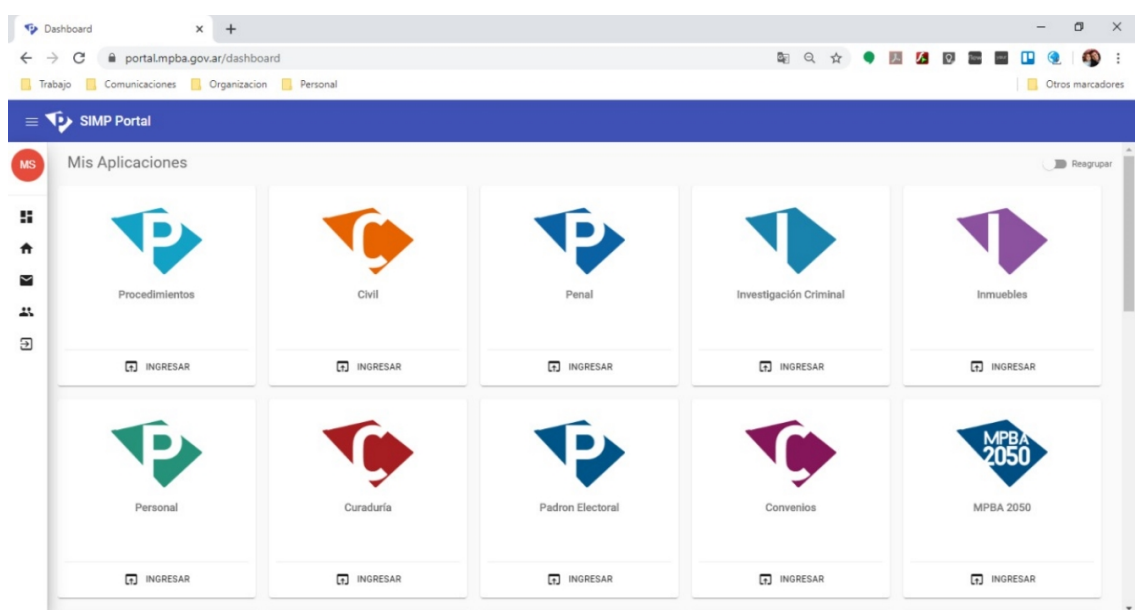 Dashboard
portal.mpba.gov.ar/dashboard
Trabajo Comunicaciones Organizacion Personal Otros marcadores
SIMP Portal
MS Mis Aplicaciones Reagrupar
P C P I I
Procedimientos Civil Penal Investigación Criminal Inmuebles
INGRESAR INGRESAR INGRESAR INGRESAR INGRESAR
P C P C MPBA
2050
Personal Curaduría Padron Electoral Convenios MPBA 2050
INGRESAR INGRESAR INGRESAR INGRESAR INGRESAR